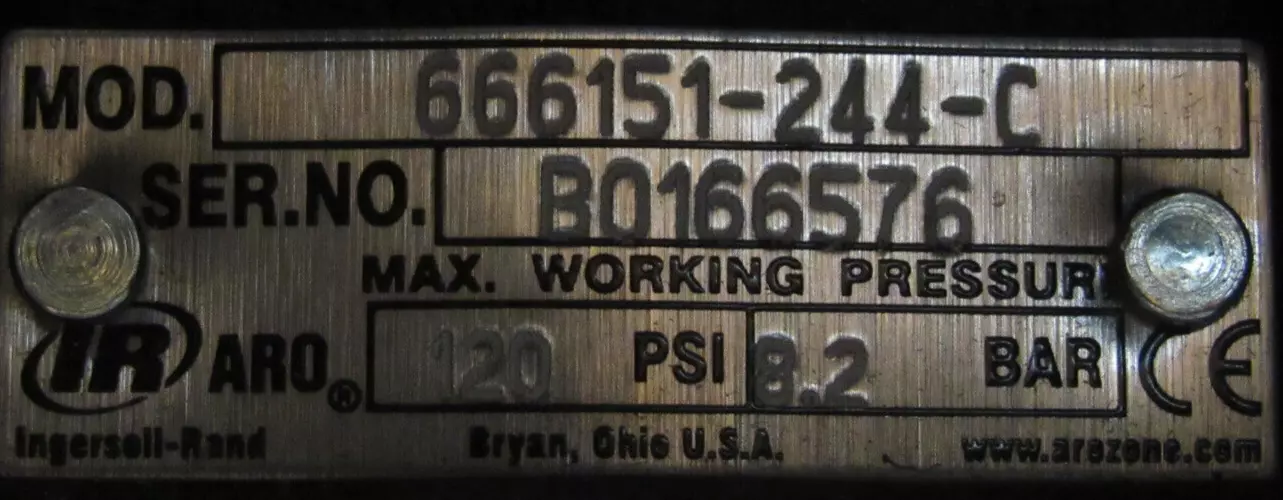 MOD. 666151-244-C
SER.NO. B0166576
MAX. WORKING PRESSURE
IR ARO® 120 PSI 8.2 BAR CE
Ingersoll-Rand Bryan, Ohio U.S.A. www.arozone.com